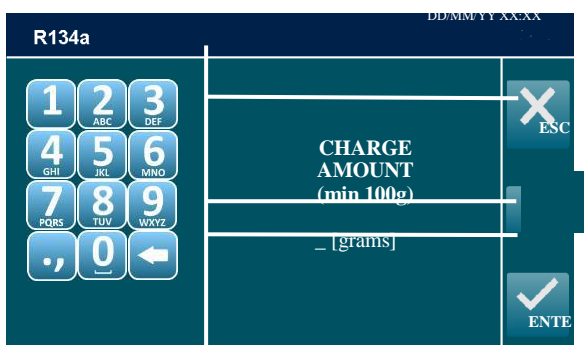 DD/MM/YY XX:XX
R134a
1 2 3
ABC DEF
4 5 6
GHI JKL MNO
7 8 9
PQRS TUV WXYZ
., 0
CHARGE
AMOUNT
(min 100g)
_ [grams]
ESC
ENTE